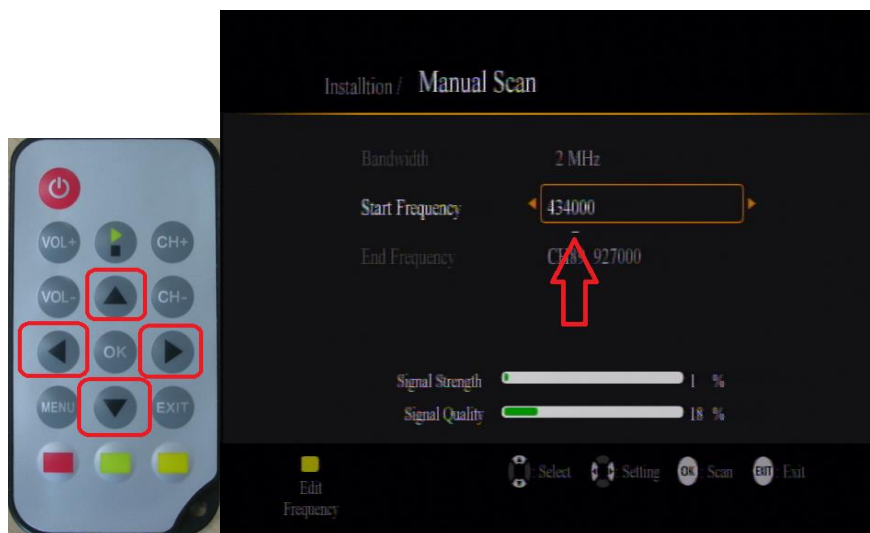 Installtion / Manual Scan
Bandwidth 2 MHz
Start Frequency 434000
End Frequency CH89 927000
Signal Strength 1 %
Signal Quality 18 %
Edit
Frequency
Select Setting OK : Scan EXIT : Exit
VOL+ CH+
VOL- CH-
OK
MENU EXIT